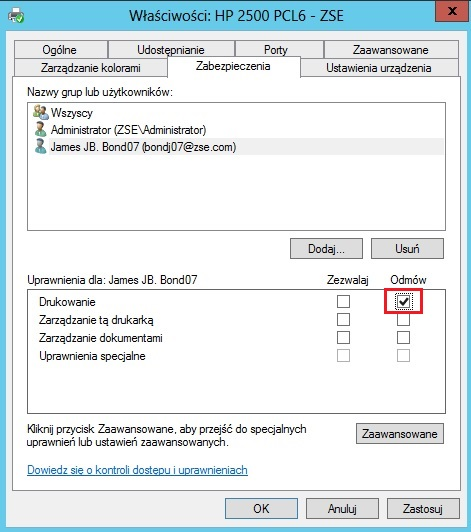 Właściwości: HP 2500 PCL6 - ZSE
x
Ogólne Udostępnianie Porty Zaawansowane
Zarządzanie kolorami Zabezpieczenia Ustawienia urządzenia
Nazwy grup lub użytkowników:
Wszyscy
Administrator (ZSE\Administrator)
James JB. Bond07 (bondj07@zse.com)
Dodaj... Usuń
Uprawnienia dla: James JB. Bond07 Zezwalaj Odmów
Drukowanie
Zarządzanie tą drukarką
Zarządzanie dokumentami
Uprawnienia specjalne
Kliknij przycisk Zaawansowane, aby przejść do specjalnych
uprawnień lub ustawień zaawansowanych.
Zaawansowane
Dowiedz się o kontroli dostępu i uprawnieniach
OK Anuluj Zastosuj